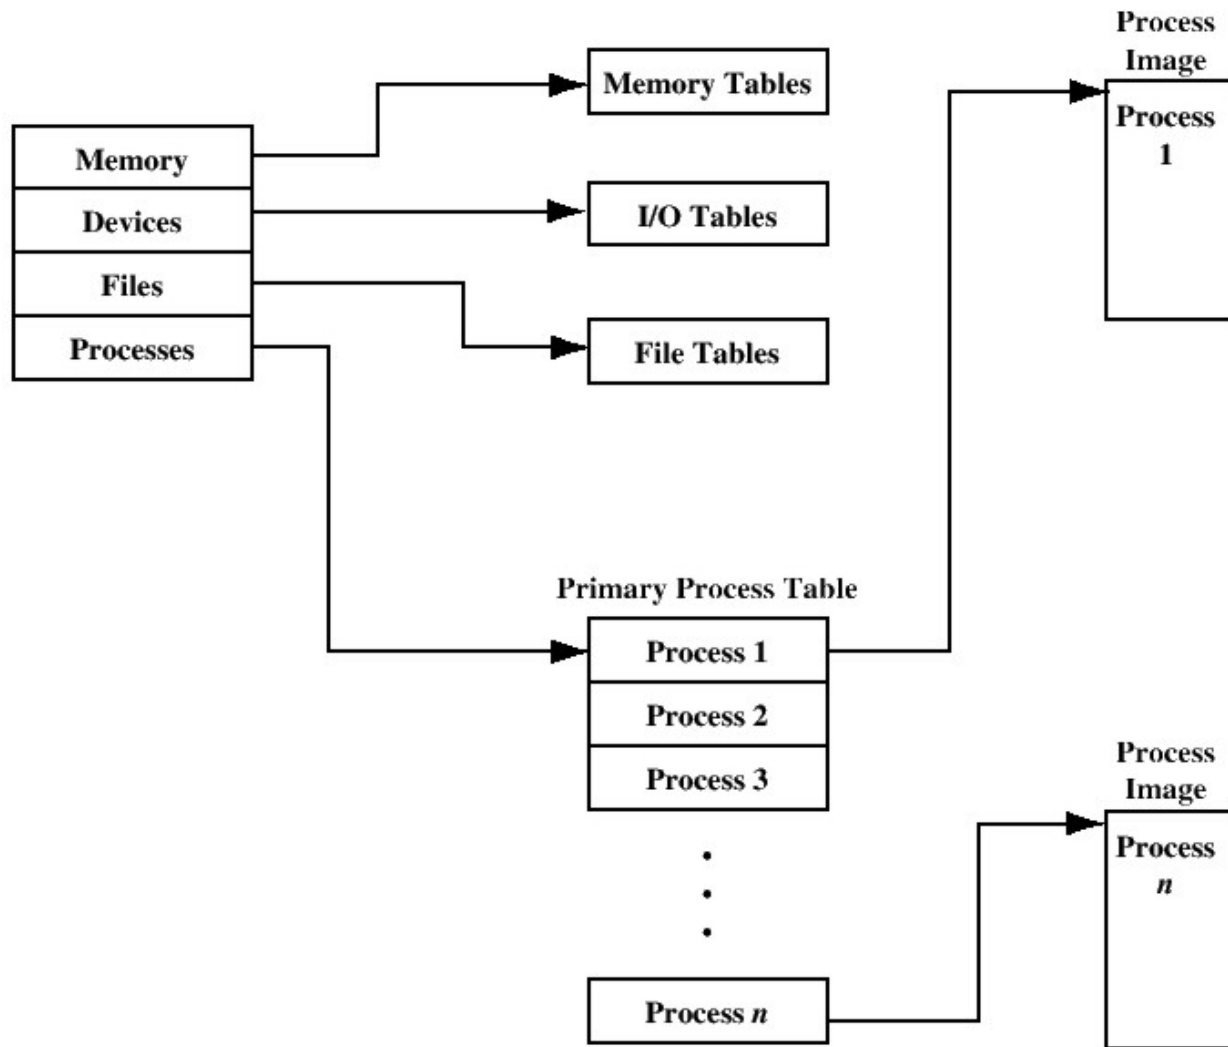 Memory
Devices
Files
Processes
Memory Tables
I/O Tables
File Tables
Primary Process Table
Process 1
Process 2
Process 3
Process n
Process
Image
Process
1
Process
Image
Process
n